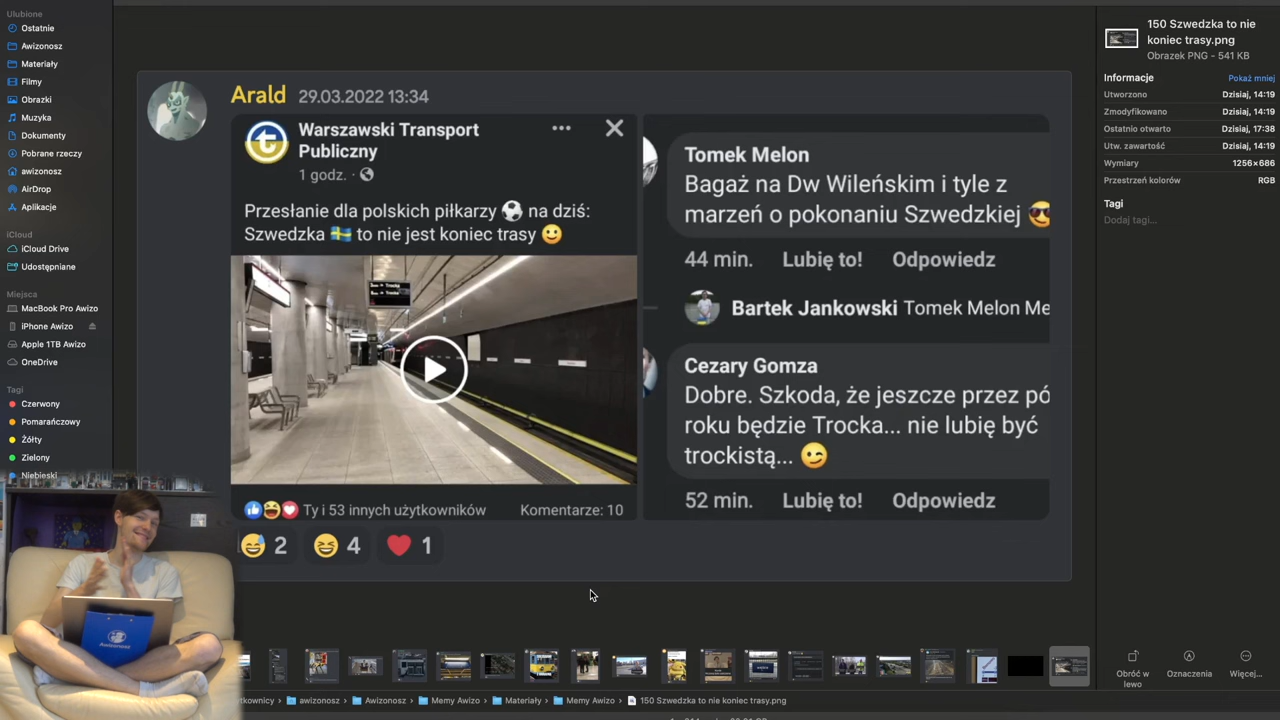 Ulubione
Ostatnie
Awizonosz
Materiały
Filmy
Obrazki
Muzyka
Dokumenty
Pobrane rzeczy
awizonosz
AirDrop
Aplikacje
iCloud
iCloud Drive
Udostępniane
Miejsca
MacBook Pro Awizo
iPhone Awizo
Apple 1TB Awizo
OneDrive
Tagi
Czerwony
Pomarańczowy
Żółty
Zielony
Niebieski
Arald 29.03.2022 13:34
Warszawski Transport
Publiczny
1 godz.
Przesłanie dla polskich piłkarzy ⚽ na dziś:
Szwedzka 🇸🇪 to nie jest koniec trasy 🙂
Trocka
Trocka
Ty i 53 innych użytkowników Komentarze: 10
Tomek Melon
Bagaż na Dw Wileńskim i tyle z
marzeń o pokonaniu Szwedzkiej 😎
44 min. Lubię to! Odpowiedz
Bartek Jankowski Tomek Melon Me
Cezary Gomza
Dobre. Szkoda, że jeszcze przez pó
roku będzie Trocka... nie lubię być
trockistą... 😉
52 min. Lubię to! Odpowiedz
😅 2 😆 4 ❤️ 1
Awizonosz
150 Szwedzka to nie
koniec trasy.png
Obrazek PNG - 541 KB
Informacje Pokaż mniej
Utworzono Dzisiaj, 14:19
Zmodyfikowano Dzisiaj, 14:19
Ostatnio otwarto Dzisiaj, 17:38
Utw. zawartość Dzisiaj, 14:19
Wymiary 1256×686
Przestrzeń kolorów RGB
Tagi
Dodaj tagi...
Obróć w
lewo
Oznaczenia
Więcej...
tkownicy › awizonosz › Awizonosz › Memy Awizo › Materiały › Memy Awizo › 150 Szwedzka to nie koniec trasy.png